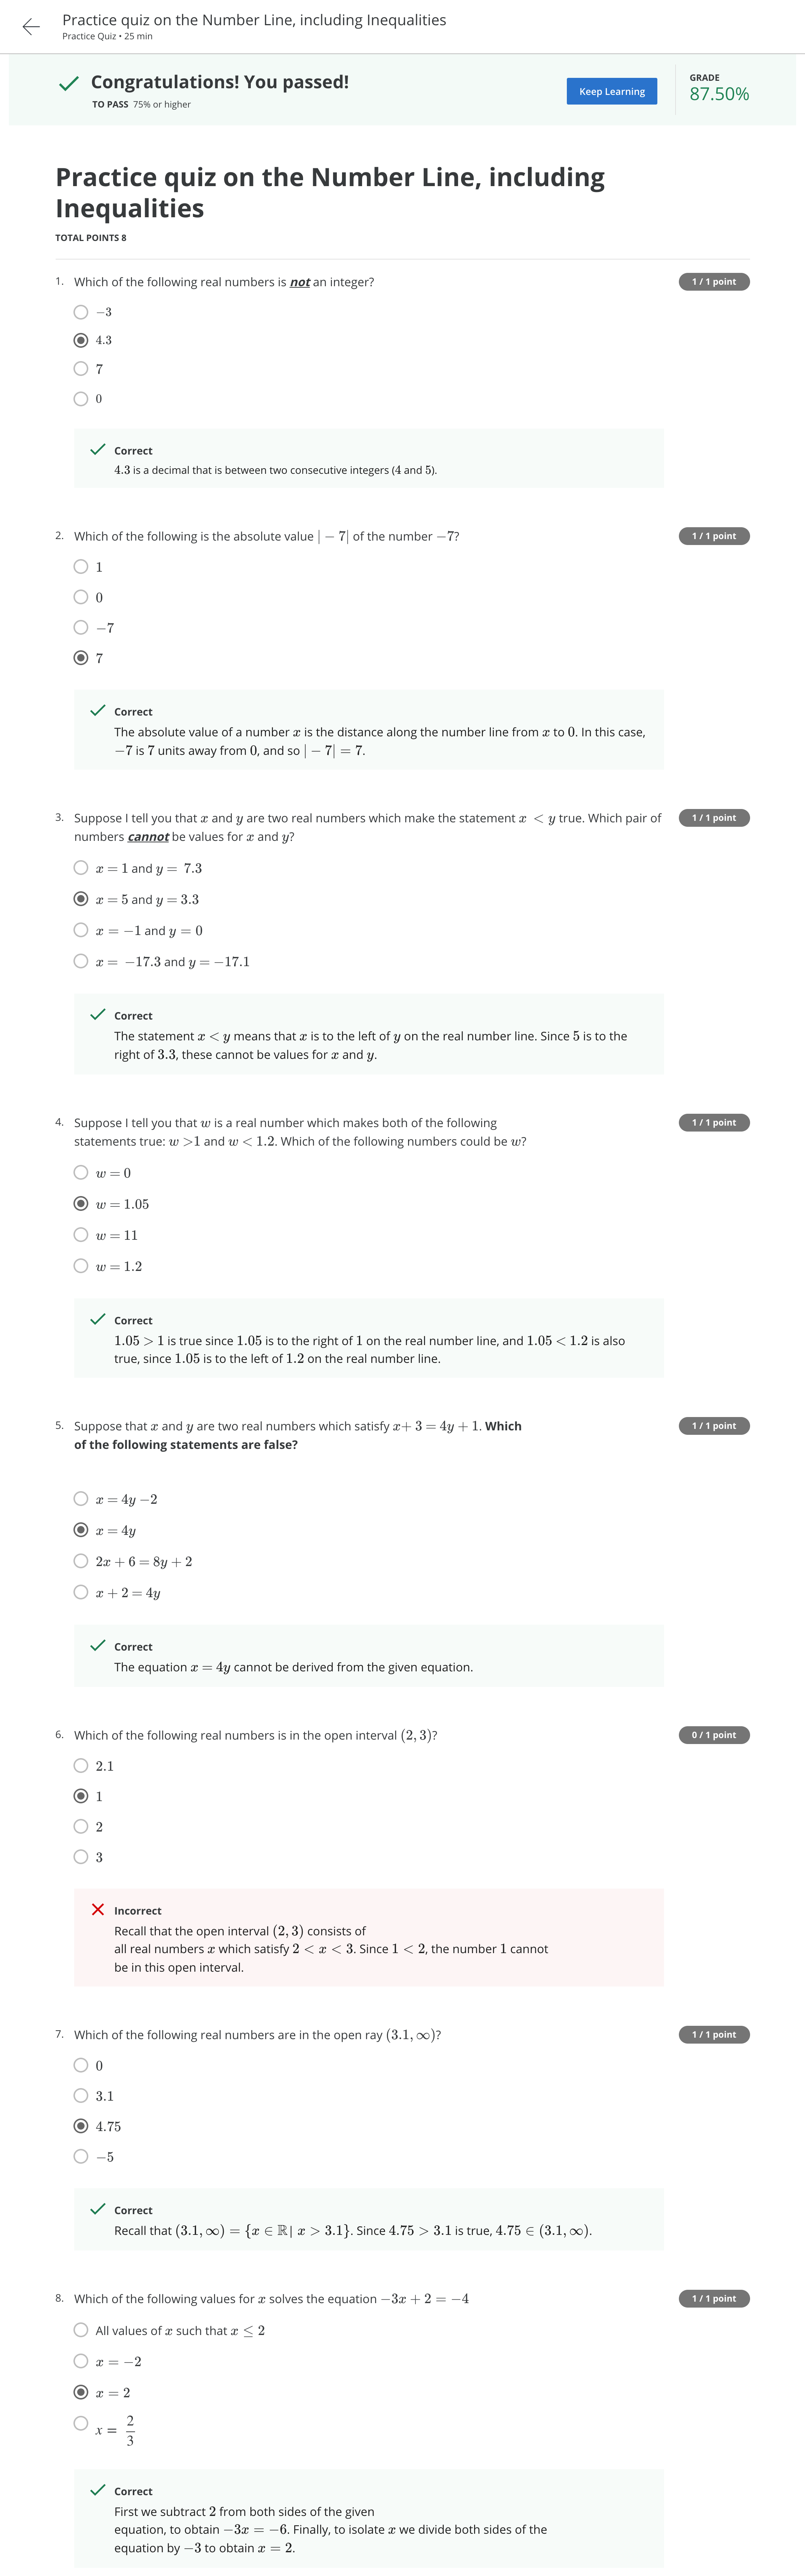 Practice quiz on the Number Line, including Inequalities
Practice Quiz • 25 min
Congratulations! You passed!
TO PASS 75% or higher
Keep Learning
GRADE
87.50%
Practice quiz on the Number Line, including
Inequalities
TOTAL POINTS 8
1. Which of the following real numbers is not an integer?
1 / 1 point
−3
4.3
7
0
Correct
4.3 is a decimal that is between two consecutive integers (4 and 5).
2. Which of the following is the absolute value | − 7| of the number −7?
1 / 1 point
1
0
−7
7
Correct
The absolute value of a number x is the distance along the number line from x to 0. In this case,
−7 is 7 units away from 0, and so | − 7| = 7.
3. Suppose I tell you that x and y are two real numbers which make the statement x < y true. Which pair of
numbers cannot be values for x and y?
1 / 1 point
x = 1 and y = 7.3
x = 5 and y = 3.3
x = −1 and y = 0
x = −17.3 and y = −17.1
Correct
The statement x < y means that x is to the left of y on the real number line. Since 5 is to the
right of 3.3, these cannot be values for x and y.
4. Suppose I tell you that w is a real number which makes both of the following
statements true: w >1 and w < 1.2. Which of the following numbers could be w?
1 / 1 point
w = 0
w = 1.05
w = 11
w = 1.2
Correct
1.05 > 1 is true since 1.05 is to the right of 1 on the real number line, and 1.05 < 1.2 is also
true, since 1.05 is to the left of 1.2 on the real number line.
5. Suppose that x and y are two real numbers which satisfy x+ 3 = 4y + 1. Which
of the following statements are false?
1 / 1 point
x = 4y −2
x = 4y
2x + 6 = 8y + 2
x + 2 = 4y
Correct
The equation x = 4y cannot be derived from the given equation.
6. Which of the following real numbers is in the open interval (2, 3)?
0 / 1 point
2.1
1
2
3
Incorrect
Recall that the open interval (2, 3) consists of
all real numbers x which satisfy 2 < x < 3. Since 1 < 2, the number 1 cannot
be in this open interval.
7. Which of the following real numbers are in the open ray (3.1, ∞)?
1 / 1 point
0
3.1
4.75
−5
Correct
Recall that (3.1, ∞) = {x ∈ ℝ| x > 3.1}. Since 4.75 > 3.1 is true, 4.75 ∈ (3.1, ∞).
8. Which of the following values for x solves the equation −3x + 2 = −4
1 / 1 point
All values of x such that x ≤ 2
x = −2
x = 2
x = 2/3
Correct
First we subtract 2 from both sides of the given
equation, to obtain −3x = −6. Finally, to isolate x we divide both sides of the
equation by −3 to obtain x = 2.